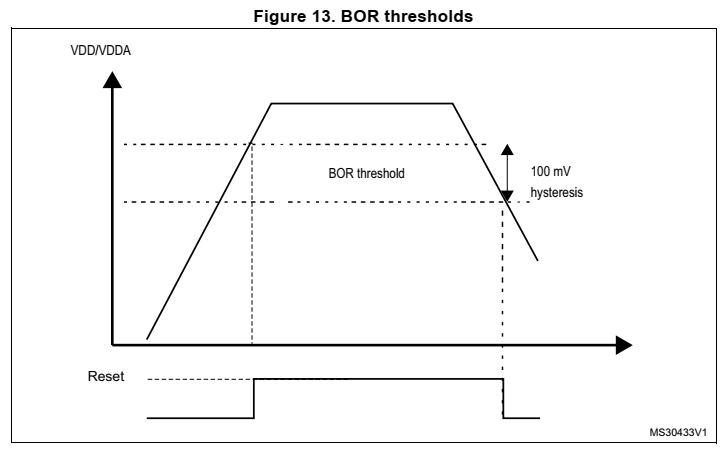 Figure 13. BOR thresholds
VDD/VDDA
BOR threshold
100 mV
hysteresis
Reset
MS30433V1